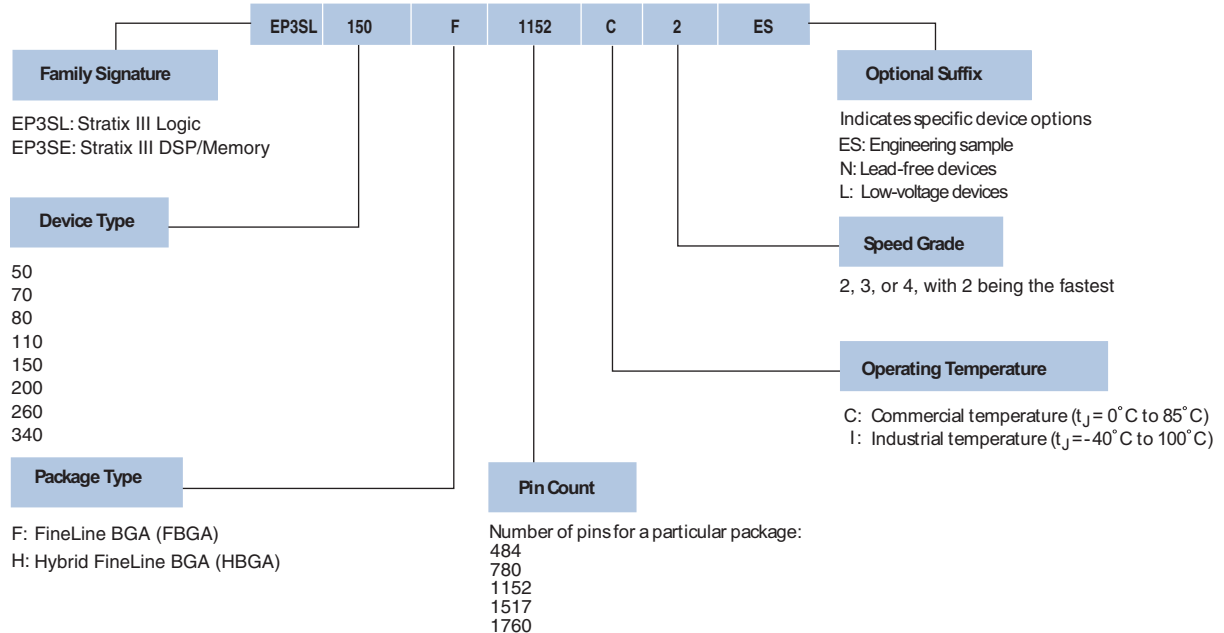 EP3SL 150 F 1152 C 2 ES
Family Signature
EP3SL: Stratix III Logic
EP3SE: Stratix III DSP/Memory
Device Type
50
70
80
110
150
200
260
340
Package Type
F: FineLine BGA (FBGA)
H: Hybrid FineLine BGA (HBGA)
Pin Count
Number of pins for a particular package:
484
780
1152
1517
1760
Optional Suffix
Indicates specific device options
ES: Engineering sample
N: Lead-free devices
L: Low-voltage devices
Speed Grade
2, 3, or 4, with 2 being the fastest
Operating Temperature
C: Commercial temperature (tJ = 0°C to 85°C)
I: Industrial temperature (tJ = -40°C to 100°C)